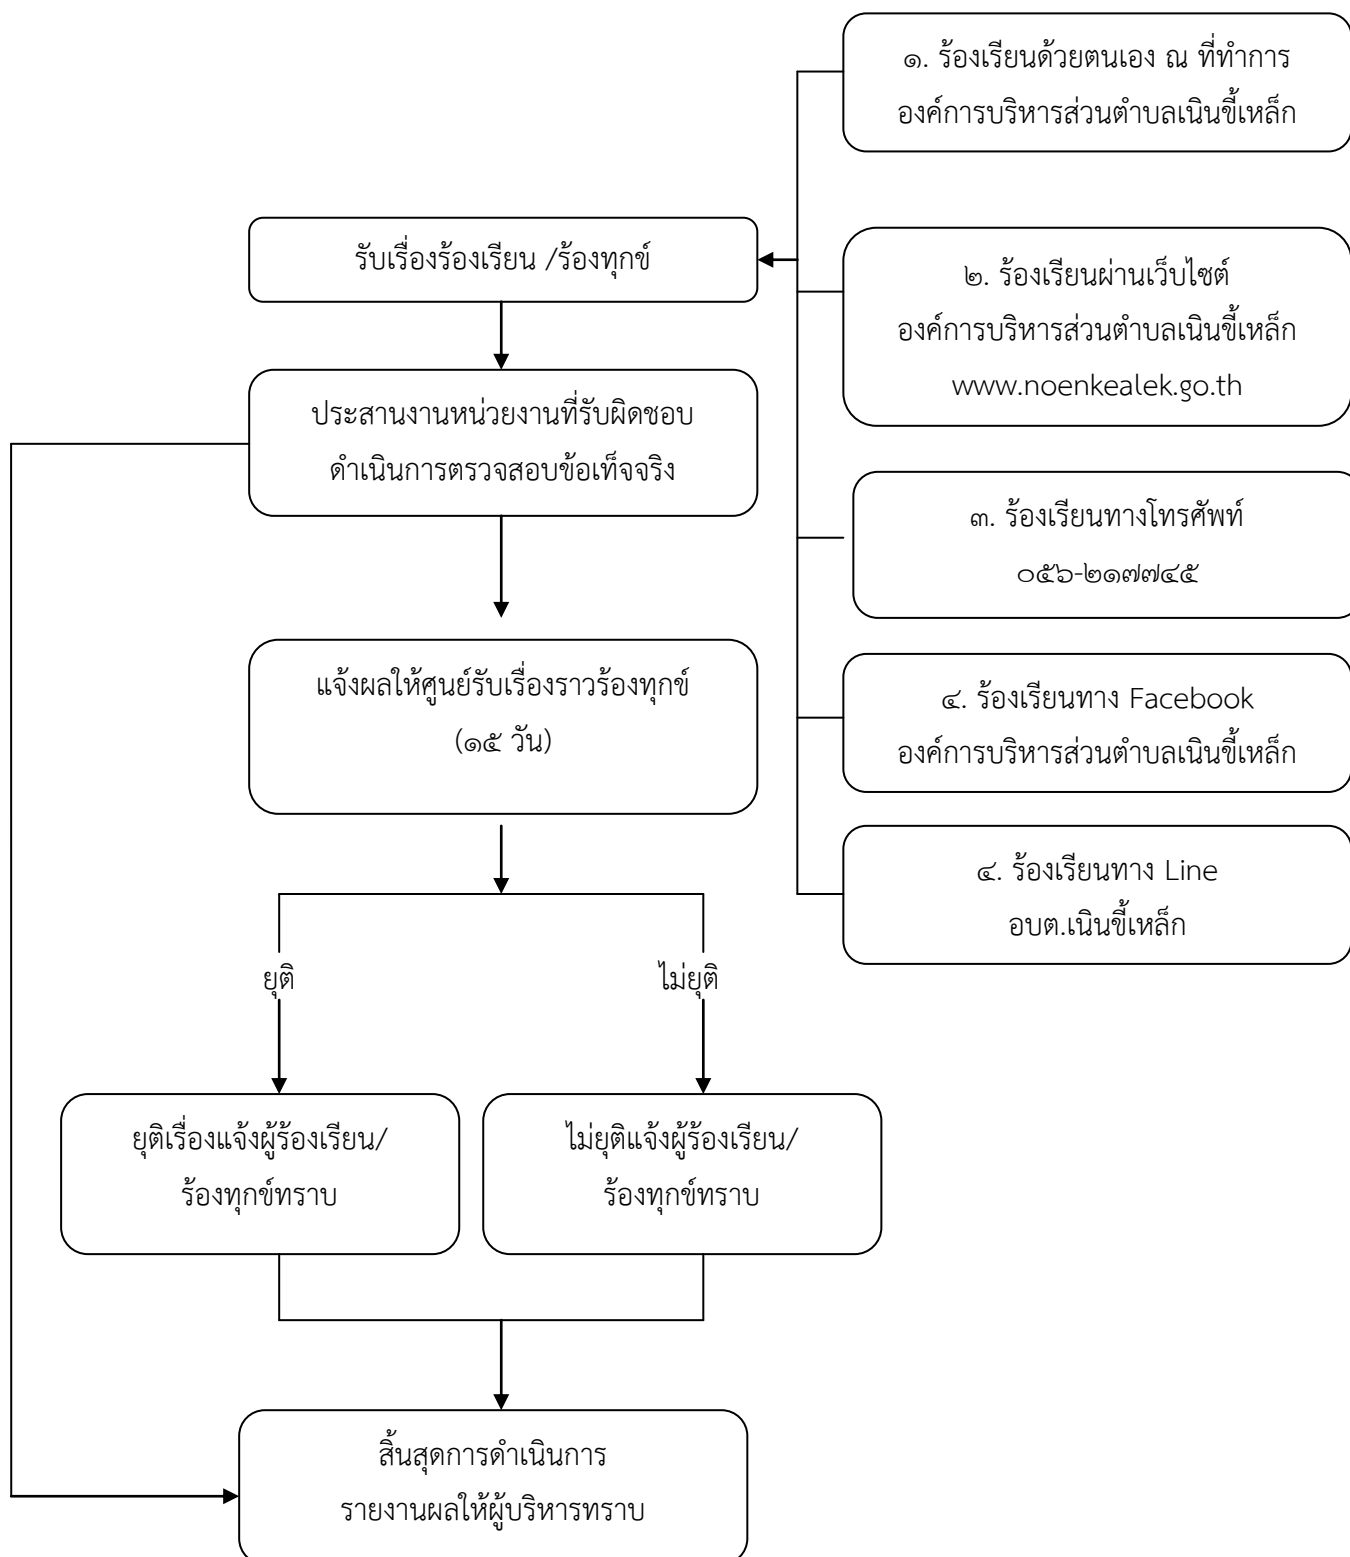 ๑. ร้องเรียนด้วยตนเอง ณ ที่ทำการ
องค์การบริหารส่วนตำบลเนินขี้เหล็ก
รับเรื่องร้องเรียน /ร้องทุกข์
๒. ร้องเรียนผ่านเว็บไซต์
องค์การบริหารส่วนตำบลเนินขี้เหล็ก
www.noenkealek.go.th
ประสานงานหน่วยงานที่รับผิดชอบ
ดำเนินการตรวจสอบข้อเท็จจริง
๓. ร้องเรียนทางโทรศัพท์
๐๕๖-๒๑๗๗๔๕
แจ้งผลให้ศูนย์รับเรื่องราวร้องทุกข์
(๑๕ วัน)
๔. ร้องเรียนทาง Facebook
องค์การบริหารส่วนตำบลเนินขี้เหล็ก
๔. ร้องเรียนทาง Line
อบต.เนินขี้เหล็ก
ยุติ
ไม่ยุติ
ยุติเรื่องแจ้งผู้ร้องเรียน/
ร้องทุกข์ทราบ
ไม่ยุติแจ้งผู้ร้องเรียน/
ร้องทุกข์ทราบ
สิ้นสุดการดำเนินการ
รายงานผลให้ผู้บริหารทราบ